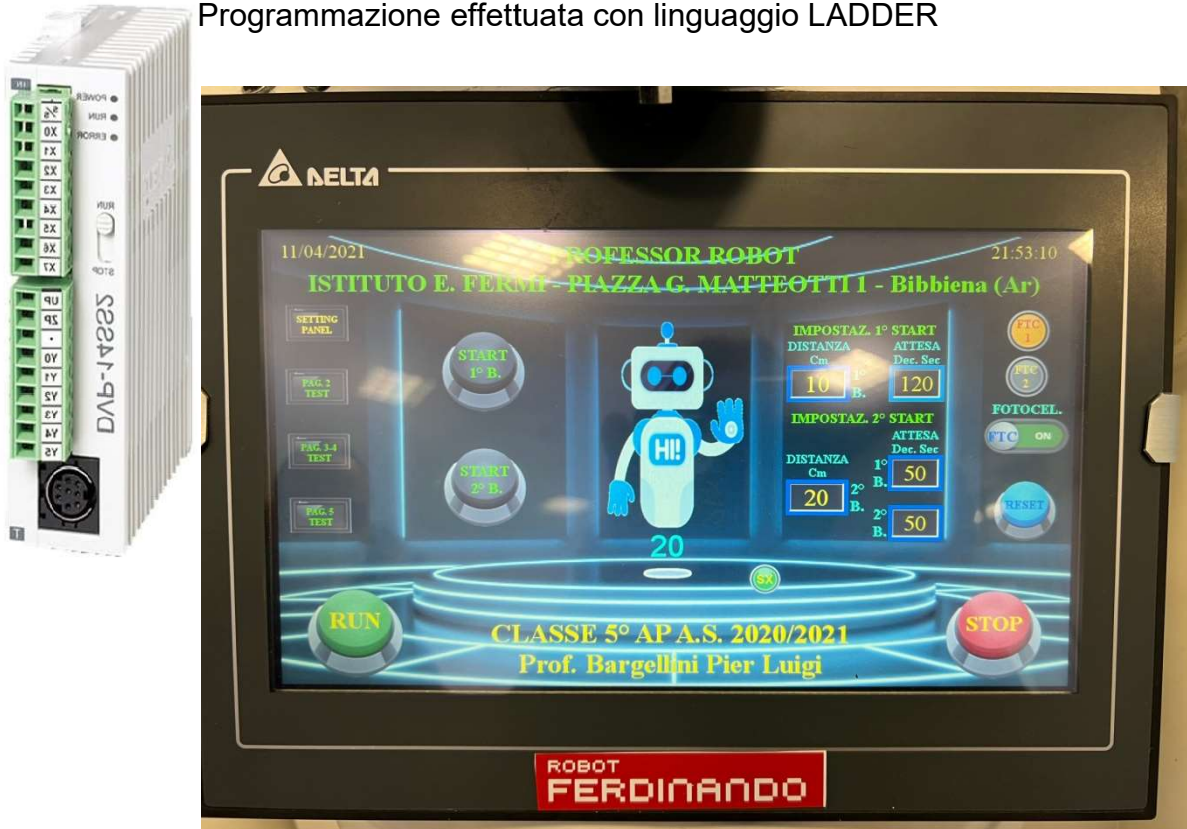 Programmazione effettuata con linguaggio LADDER
IN
POWER
RUN
ERROR
S/S
X0
X1
X2
X3
X4
X5
X6
X7
RUN
STOP
UP
ZP
•
Y0
Y1
Y2
Y3
Y4
Y5
DVP-14SS2
DELTA
11/04/2021
PROFESSOR ROBOT
21:53:10
ISTITUTO E. FERMI - PIAZZA G. MATTEOTTI 1 - Bibbiena (Ar)
SETTING
PANEL
PAG. 2
TEST
PAG. 3-4
TEST
PAG. 5
TEST
START
1° B.
START
2° B.
HI!
20
SX
IMPOSTAZ. 1° START
DISTANZA
Cm
ATTESA
Dec. Sec
10
1°
B.
120
IMPOSTAZ. 2° START
ATTESA
Dec. Sec
DISTANZA
Cm
1°
B.
50
20
2°
B.
2°
B.
50
FTC
1
FTC
2
FOTOCEL.
FTC
ON
RESET
RUN
STOP
CLASSE 5° AP A.S. 2020/2021
Prof. Bargellini Pier Luigi
ROBOT
FERDINANDO